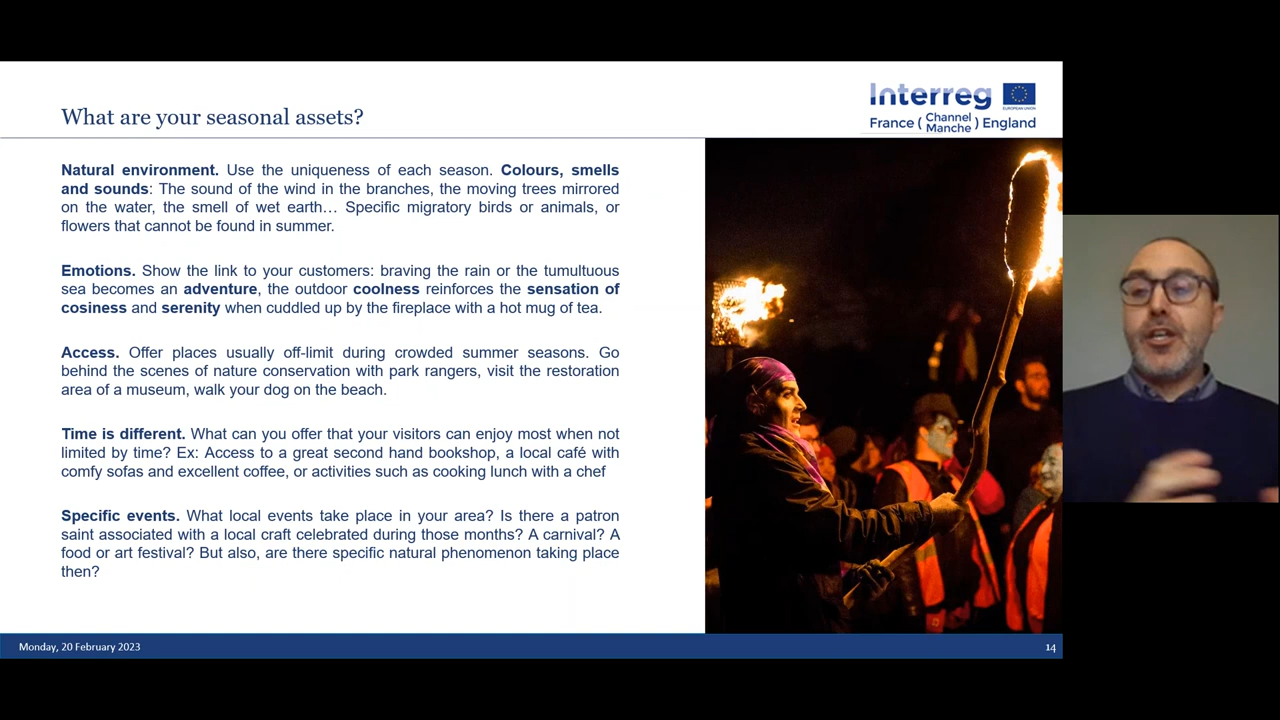 What are your seasonal assets?
Interreg
EUROPEAN UNION
France ( Channel Manche ) England
Natural environment. Use the uniqueness of each season. Colours, smells
and sounds: The sound of the wind in the branches, the moving trees mirrored
on the water, the smell of wet earth… Specific migratory birds or animals, or
flowers that cannot be found in summer.
Emotions. Show the link to your customers: braving the rain or the tumultuous
sea becomes an adventure, the outdoor coolness reinforces the sensation of
cosiness and serenity when cuddled up by the fireplace with a hot mug of tea.
Access. Offer places usually off-limit during crowded summer seasons. Go
behind the scenes of nature conservation with park rangers, visit the restoration
area of a museum, walk your dog on the beach.
Time is different. What can you offer that your visitors can enjoy most when not
limited by time? Ex: Access to a great second hand bookshop, a local café with
comfy sofas and excellent coffee, or activities such as cooking lunch with a chef
Specific events. What local events take place in your area? Is there a patron
saint associated with a local craft celebrated during those months? A carnival? A
food or art festival? But also, are there specific natural phenomenon taking place
then?
Monday, 20 February 2023
14